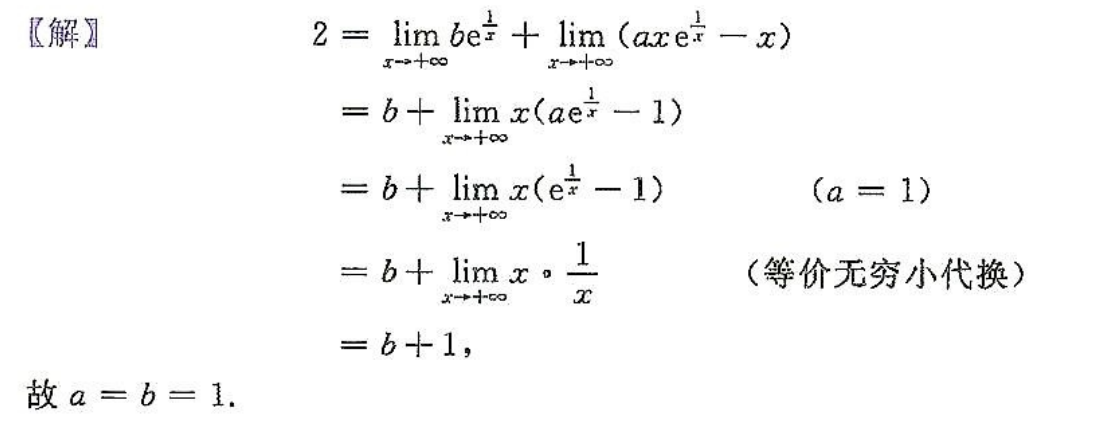 〖解〗 2 = lim_{x→+∞} be^{1/x} + lim_{x→+∞} (axe^{1/x} − x)
= b + lim_{x→+∞} x(ae^{1/x} − 1)
= b + lim_{x→+∞} x(e^{1/x} − 1) (a = 1)
= b + lim_{x→+∞} x · 1/x (等价无穷小代换)
= b + 1,
故 a = b = 1.